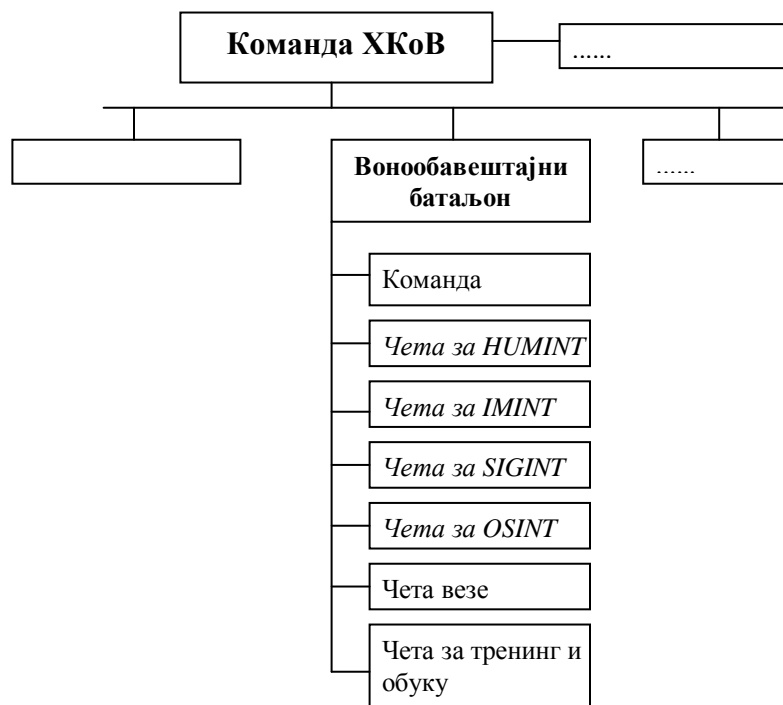 Команда ХКоВ
......
Вонообавештајни
батаљон
......
Команда
Чета за HUMINT
Чета за IMINT
Чета за SIGINT
Чета за OSINT
Чета везе
Чета за тренинг и
обуку